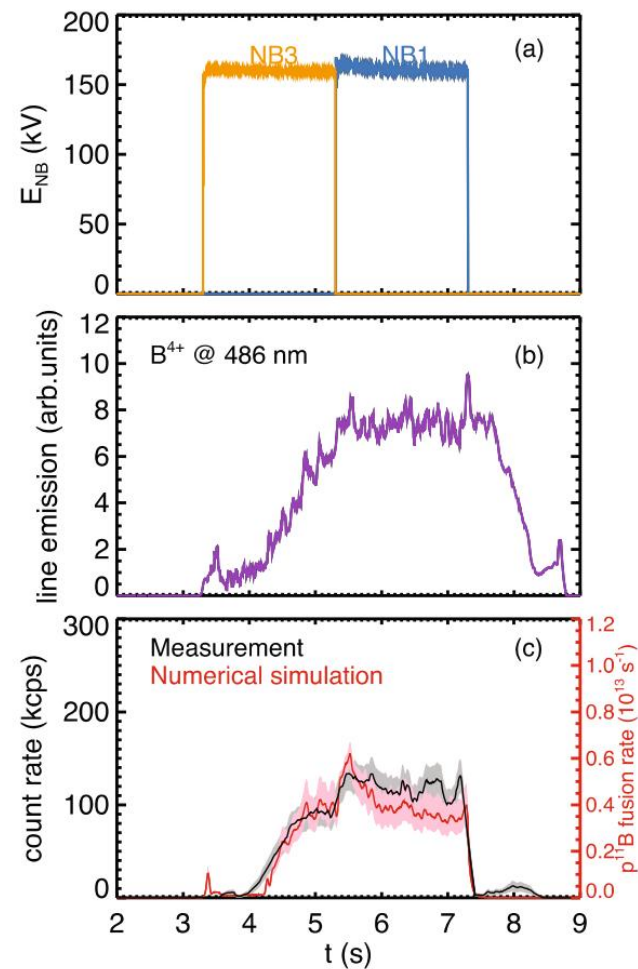 200
150
100
50
0
E_NB (kV)
NB3
NB1
(a)
12
10
8
6
4
2
0
line emission (arb.units)
B⁴⁺ @ 486 nm
(b)
300
200
100
0
count rate (kcps)
Measurement
Numerical simulation
(c)
1.2
1.0
0.8
0.6
0.4
0.2
0.0
p¹¹B fusion rate (10¹³ s⁻¹)
2 3 4 5 6 7 8 9
t (s)